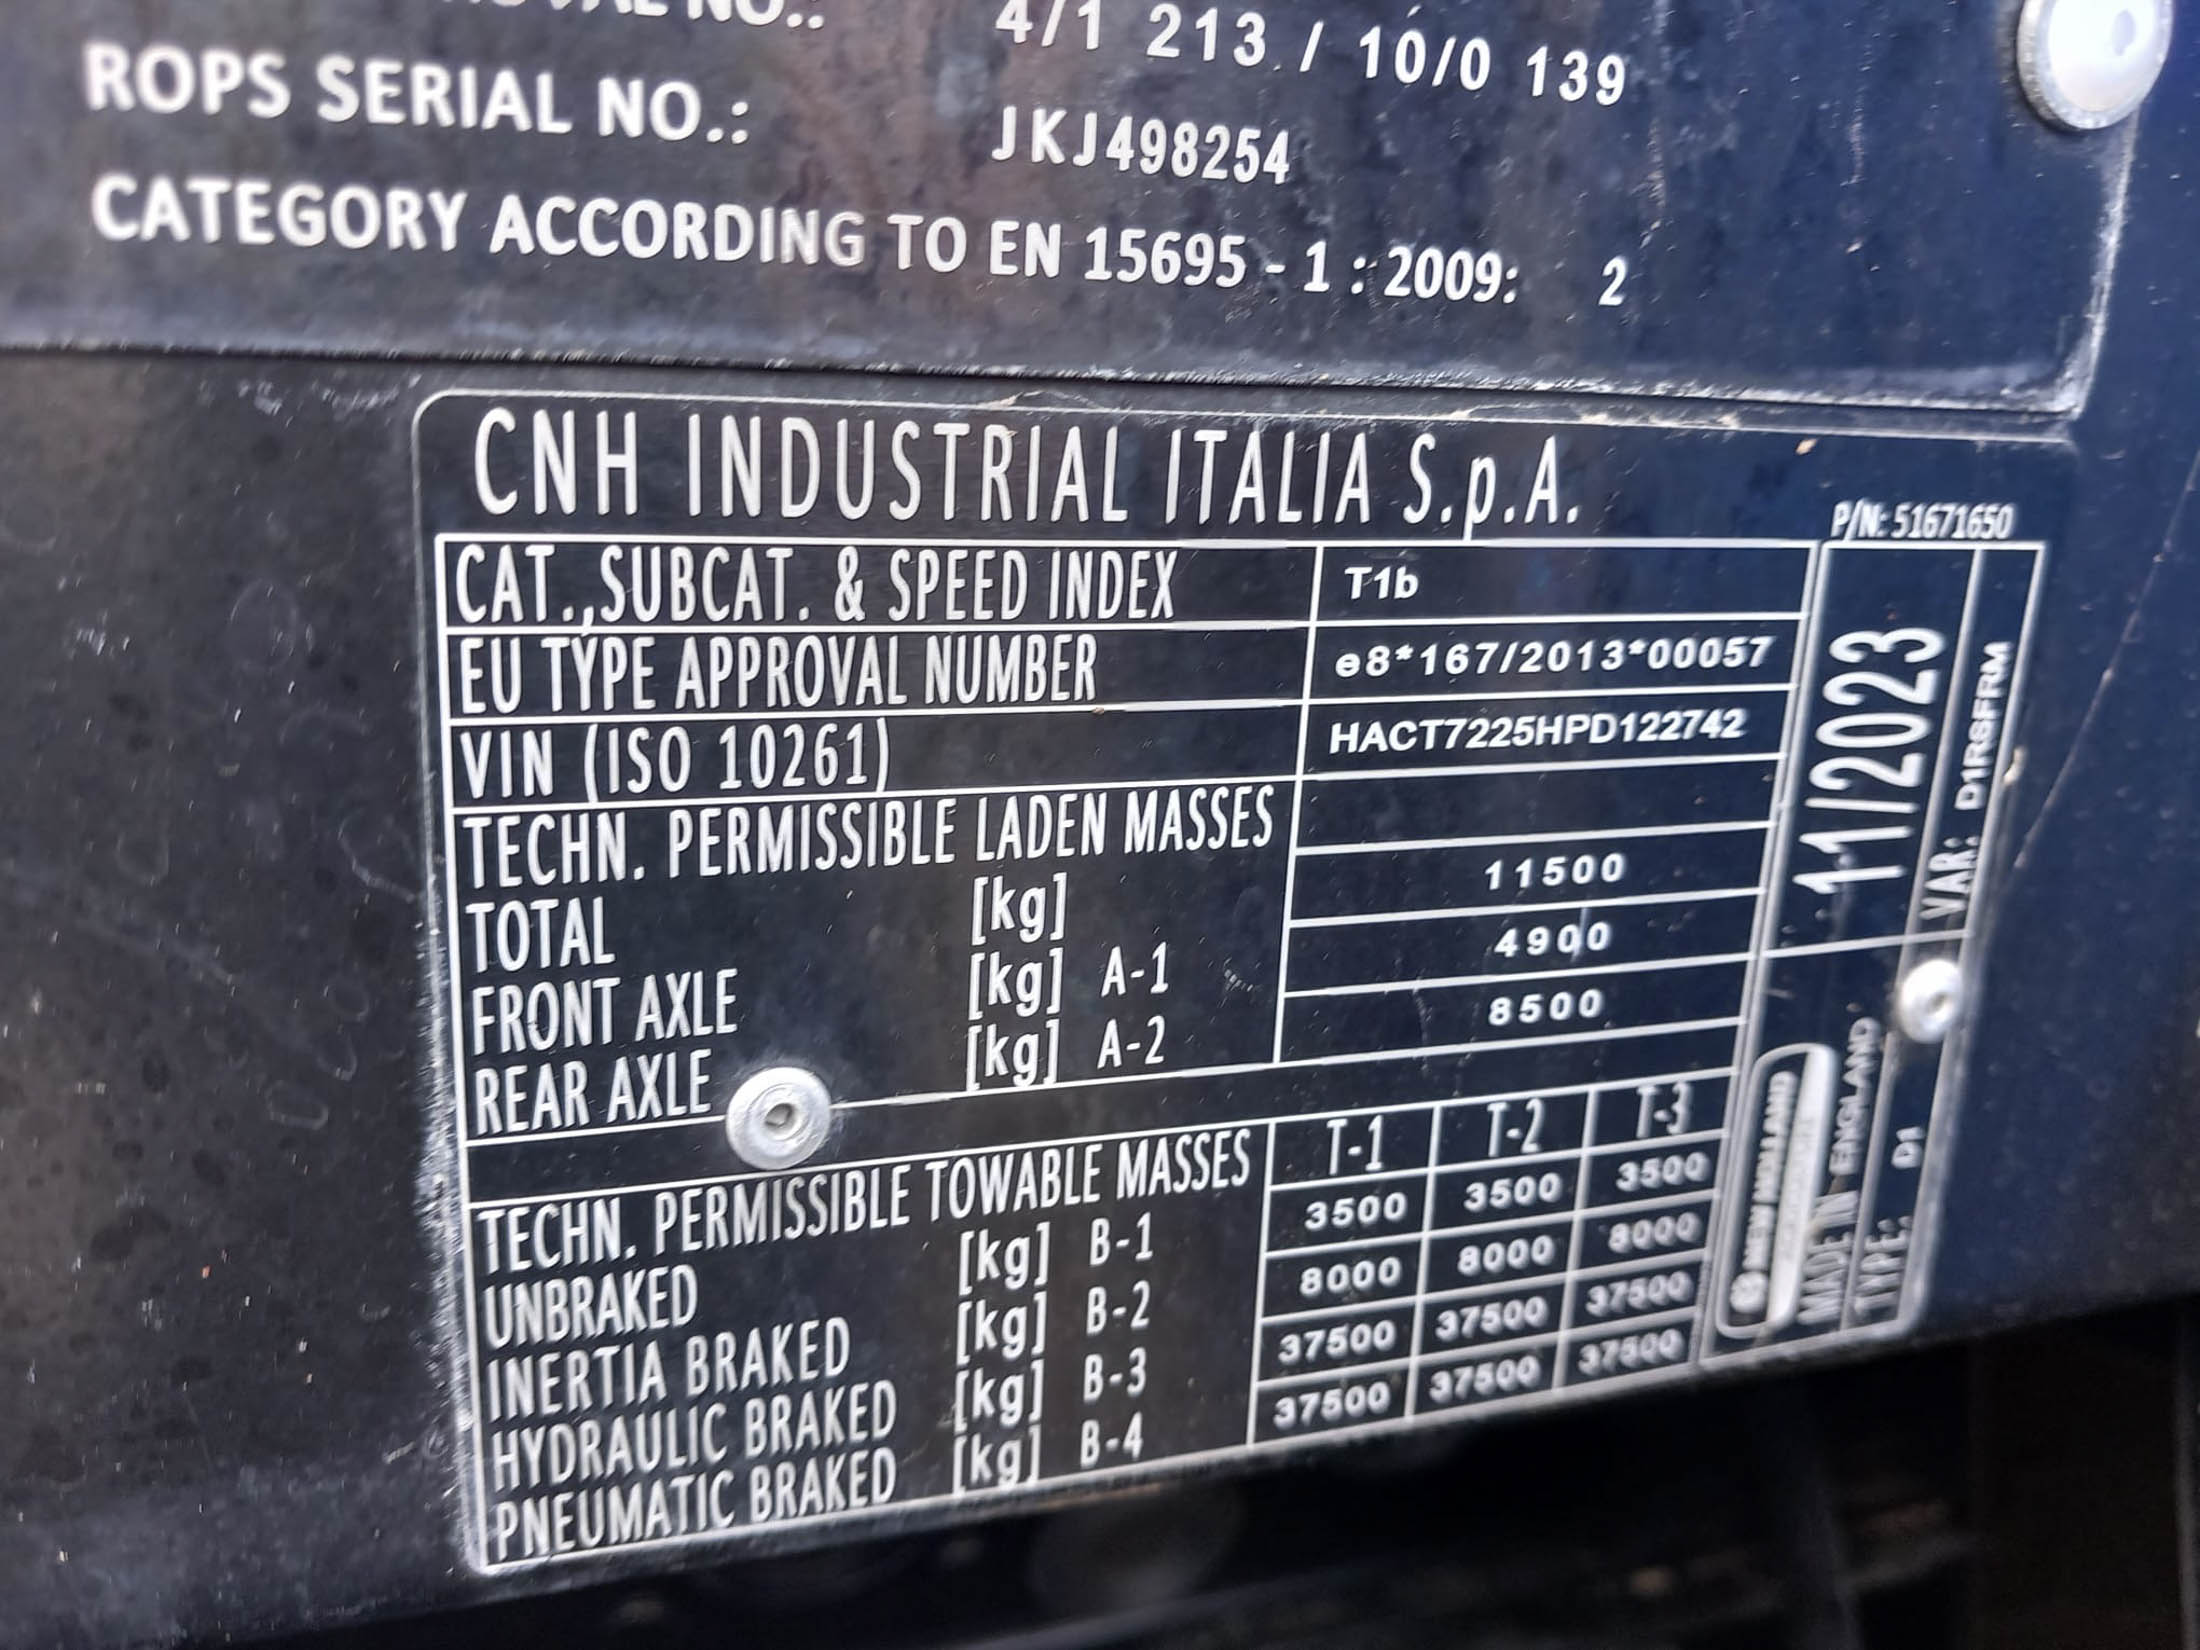 NO.: 4/1 213 / 10/0 139
ROPS SERIAL NO.: JKJ498254
CATEGORY ACCORDING TO EN 15695 - 1 : 2009: 2
CNH INDUSTRIAL ITALIA S.p.A.
P/N: 51671650
CAT.,SUBCAT. & SPEED INDEX T1b
EU TYPE APPROVAL NUMBER e8*167/2013*00057
VIN (ISO 10261) HACT7225HPD122742
TECHN. PERMISSIBLE LADEN MASSES
TOTAL [kg] 11500
FRONT AXLE [kg] A-1 4900
REAR AXLE [kg] A-2 8500
TECHN. PERMISSIBLE TOWABLE MASSES T-1 T-2 T-3
UNBRAKED [kg] B-1 3500 3500 3500
INERTIA BRAKED [kg] B-2 8000 8000 8000
HYDRAULIC BRAKED [kg] B-3 37500 37500 37500
PNEUMATIC BRAKED [kg] B-4 37500 37500 37500
11/2023
VAR: D1RSFRM
NEW HOLLAND
MADE IN ENGLAND
TYPE: D1